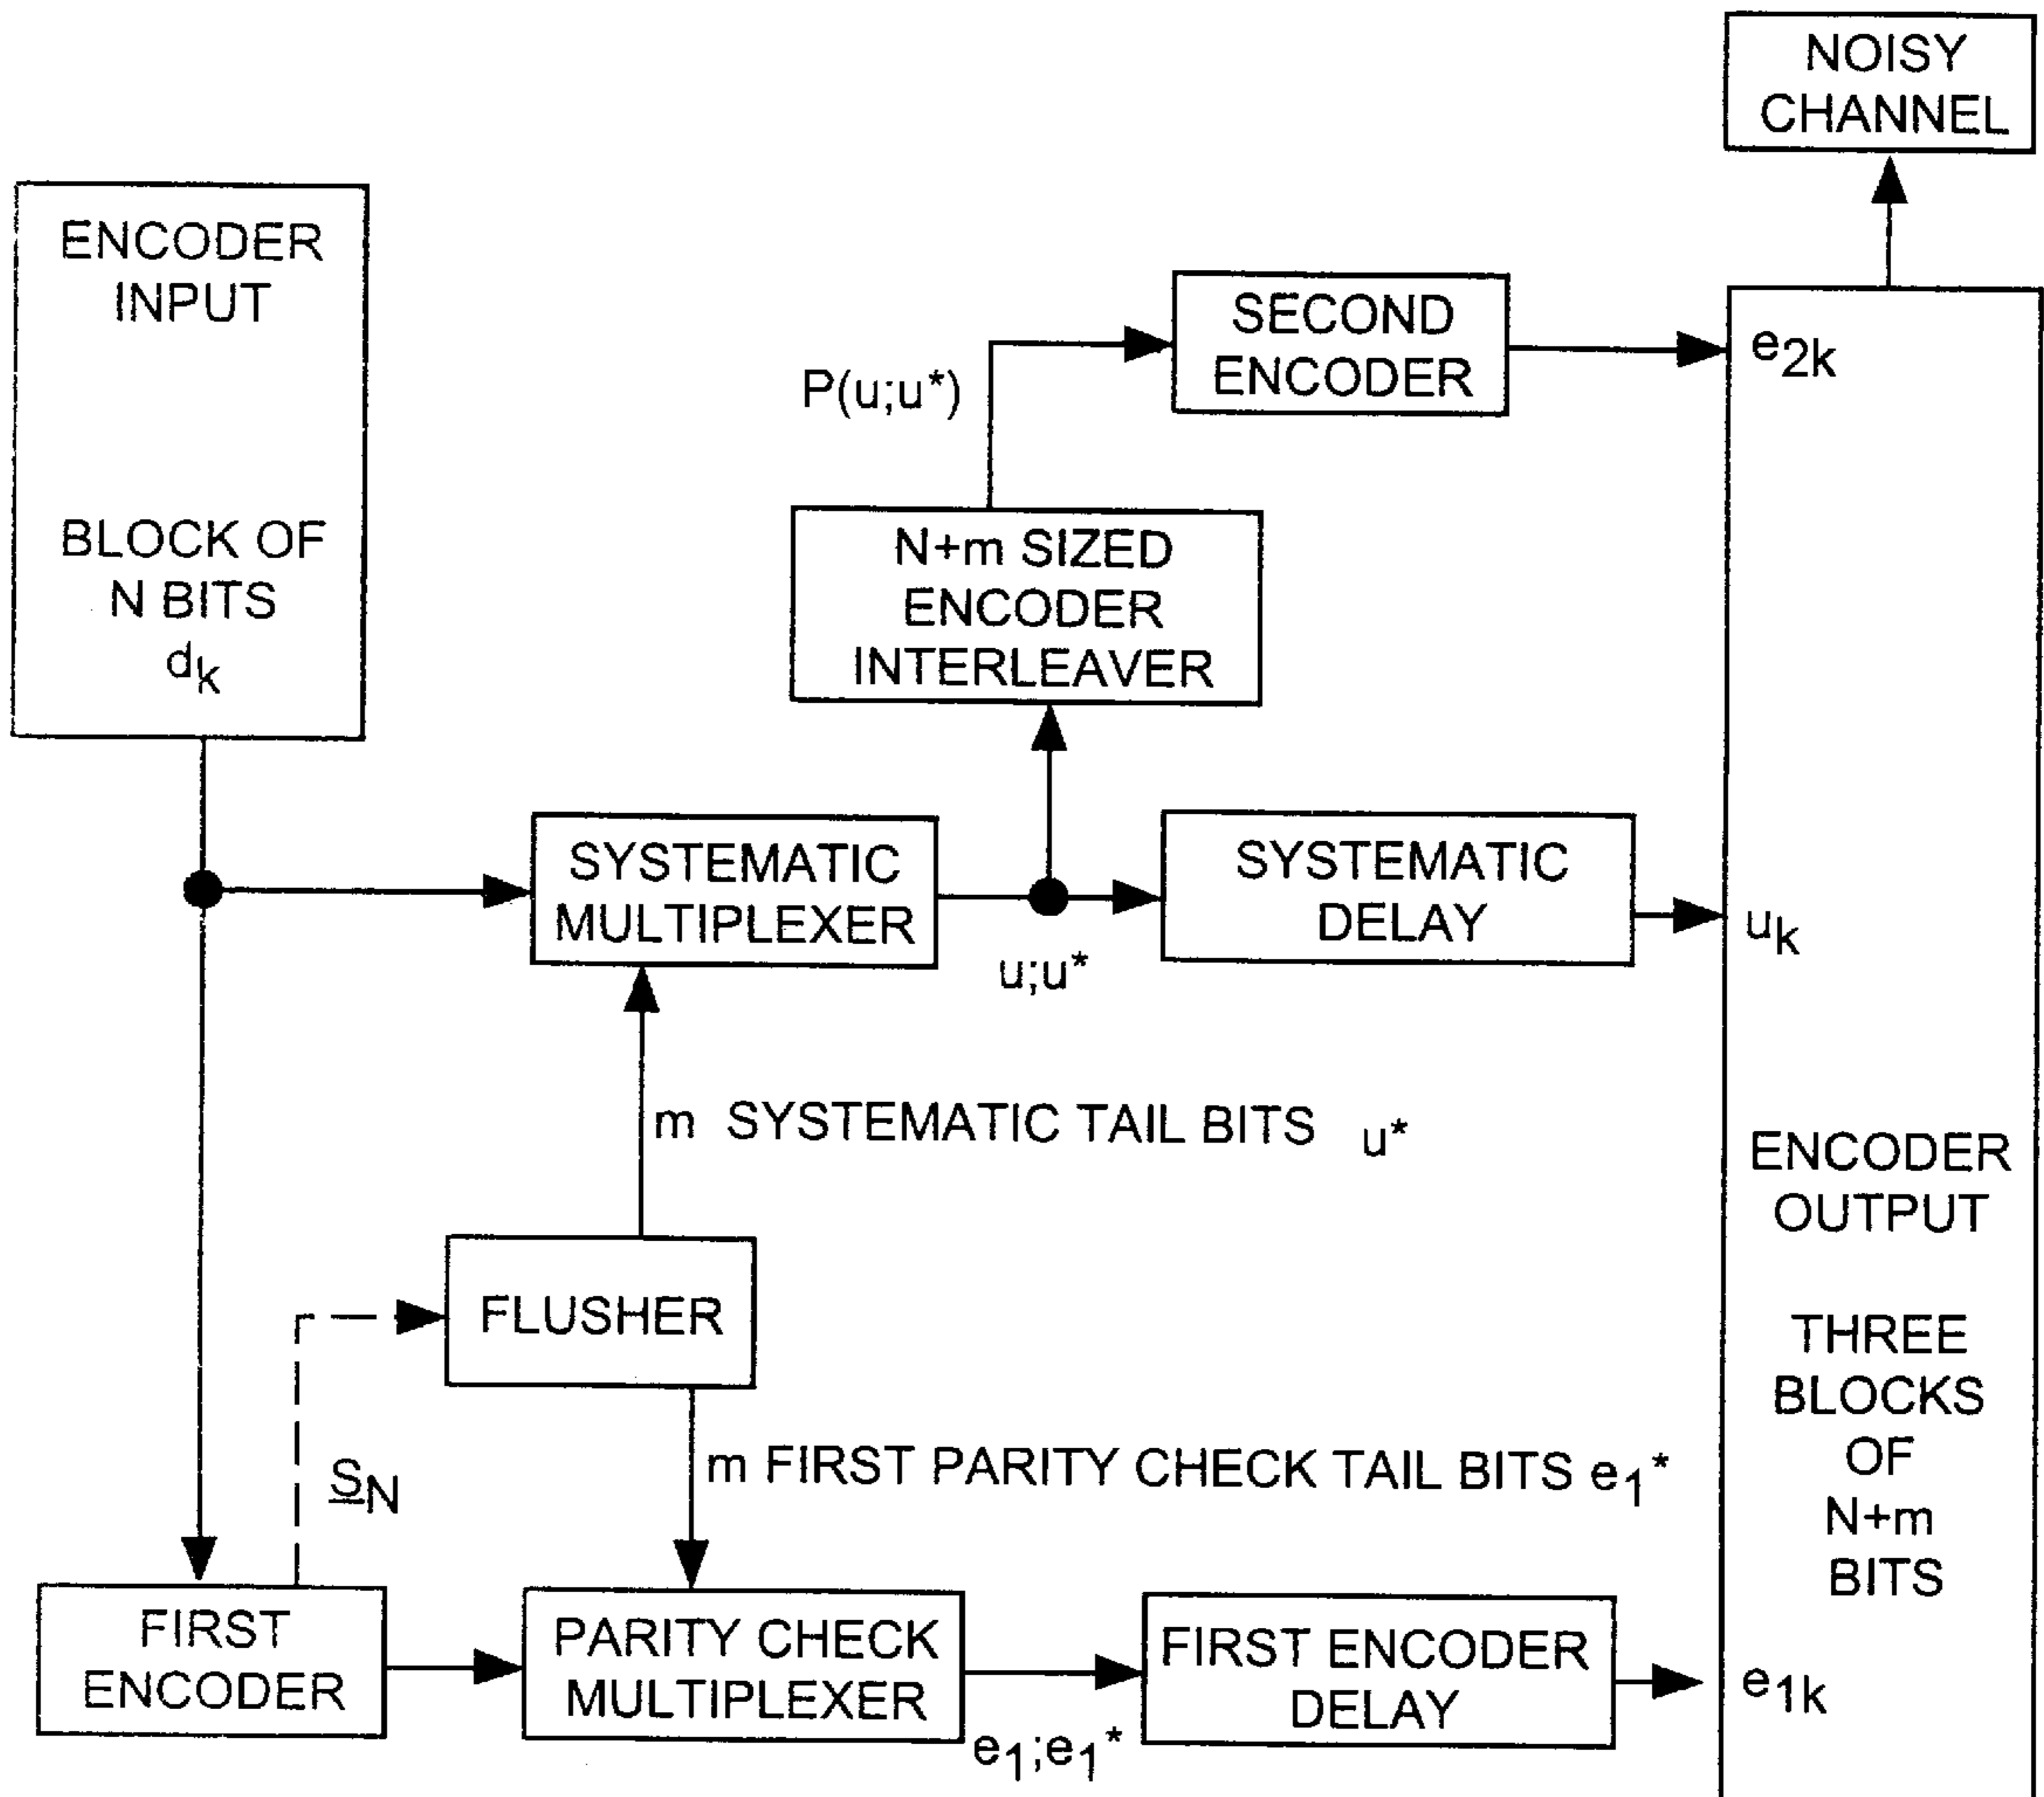 NOISY
CHANNEL
ENCODER
INPUT
BLOCK OF
N BITS
dk
SECOND
ENCODER
e2k
P(u;u*)
N+m SIZED
ENCODER
INTERLEAVER
SYSTEMATIC
MULTIPLEXER
u;u*
SYSTEMATIC
DELAY
uk
m SYSTEMATIC TAIL BITS u*
ENCODER
OUTPUT
THREE
BLOCKS
OF
N+m
BITS
FLUSHER
m FIRST PARITY CHECK TAIL BITS e1*
SN
FIRST
ENCODER
PARITY CHECK
MULTIPLEXER
e1;e1*
FIRST ENCODER
DELAY
e1k